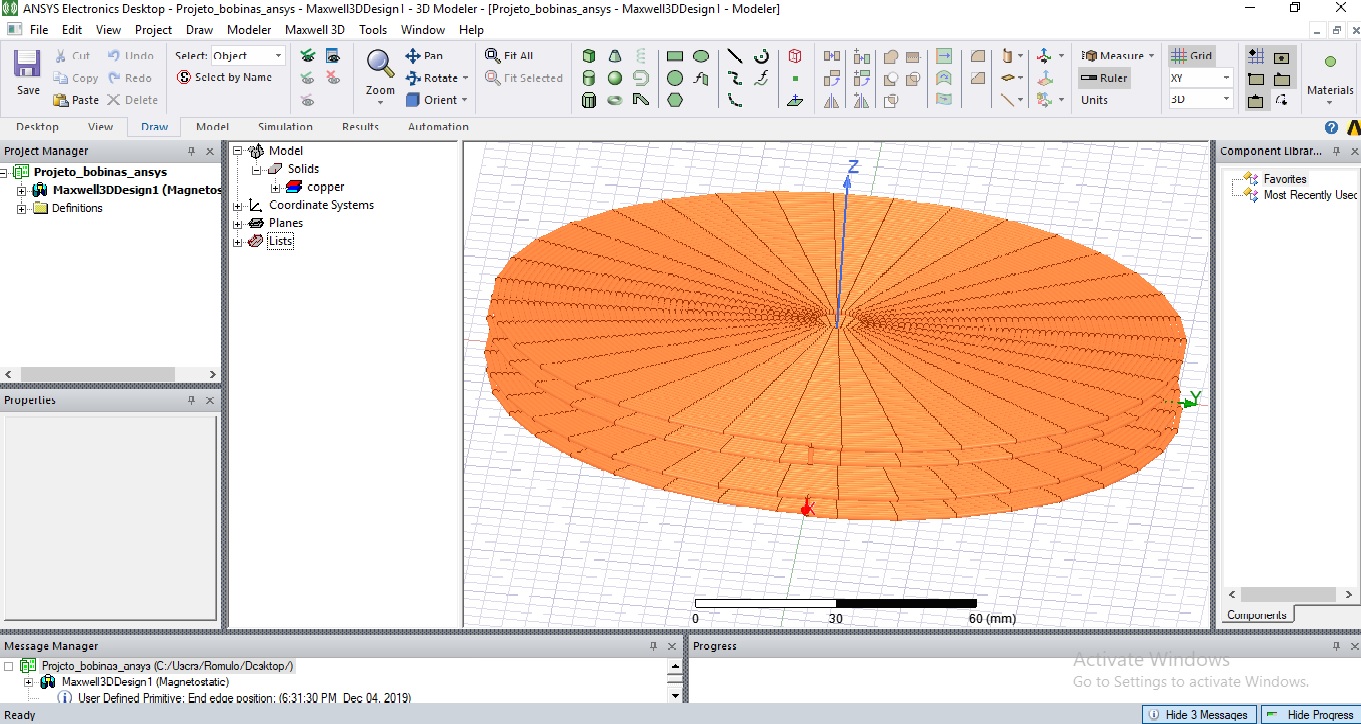 ANSYS Electronics Desktop - Projeto_bobinas_ansys - Maxwell3DDesign1 - 3D Modeler - [Projeto_bobinas_ansys - Maxwell3DDesign1 - Modeler]
File Edit View Project Draw Modeler Maxwell 3D Tools Window Help
Save
Cut Undo
Copy Redo
Paste Delete
Select: Object
Select by Name
Zoom
Pan
Rotate
Orient
Fit All
Fit Selected
Measure
Ruler
Units
Grid
XY
3D
Materials
Desktop View Draw Model Simulation Results Automation
Project Manager
Projeto_bobinas_ansys
Maxwell3DDesign1 (Magnetos
Definitions
Properties
Model
Solids
copper
Coordinate Systems
Planes
Lists
Z
Y
X
0 30 60 (mm)
Component Librar...
Favorites
Most Recently Used
Components
Message Manager
Projeto_bobinas_ansys (C:/Users/Romulo/Desktop/)
Maxwell3DDesign1 (Magnetostatic)
User Defined Primitive: End edge position: (6:31:30 PM Dec 04, 2019)
Progress
Activate Windows
Go to Settings to activate Windows.
Ready
Hide 3 Messages
Hide Progress